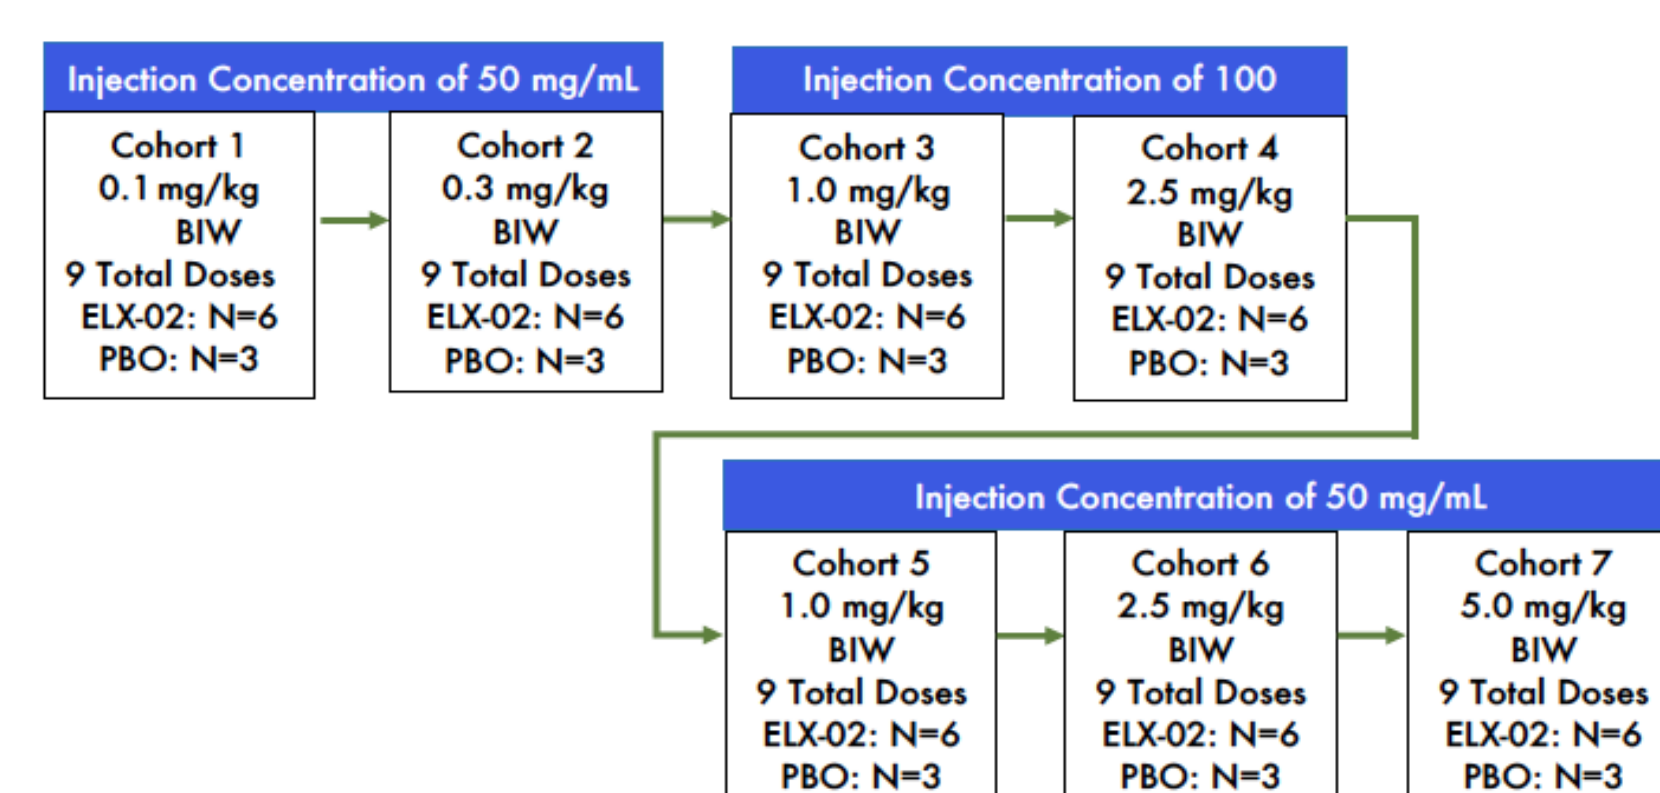 Injection Concentration of 50 mg/mL
Cohort 1
0.1 mg/kg
BIW
9 Total Doses
ELX-02: N=6
PBO: N=3
Cohort 2
0.3 mg/kg
BIW
9 Total Doses
ELX-02: N=6
PBO: N=3
Injection Concentration of 100
Cohort 3
1.0 mg/kg
BIW
9 Total Doses
ELX-02: N=6
PBO: N=3
Cohort 4
2.5 mg/kg
BIW
9 Total Doses
ELX-02: N=6
PBO: N=3
Injection Concentration of 50 mg/mL
Cohort 5
1.0 mg/kg
BIW
9 Total Doses
ELX-02: N=6
PBO: N=3
Cohort 6
2.5 mg/kg
BIW
9 Total Doses
ELX-02: N=6
PBO: N=3
Cohort 7
5.0 mg/kg
BIW
9 Total Doses
ELX-02: N=6
PBO: N=3